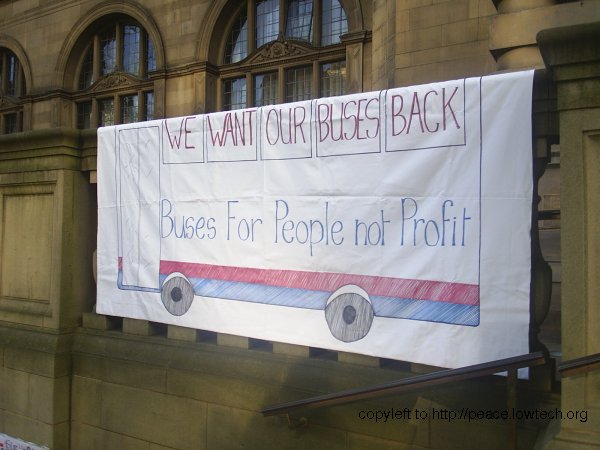 WE WANT OUR BUSES BACK
Buses For People not Profit
copyleft to http://peace.lowtech.org